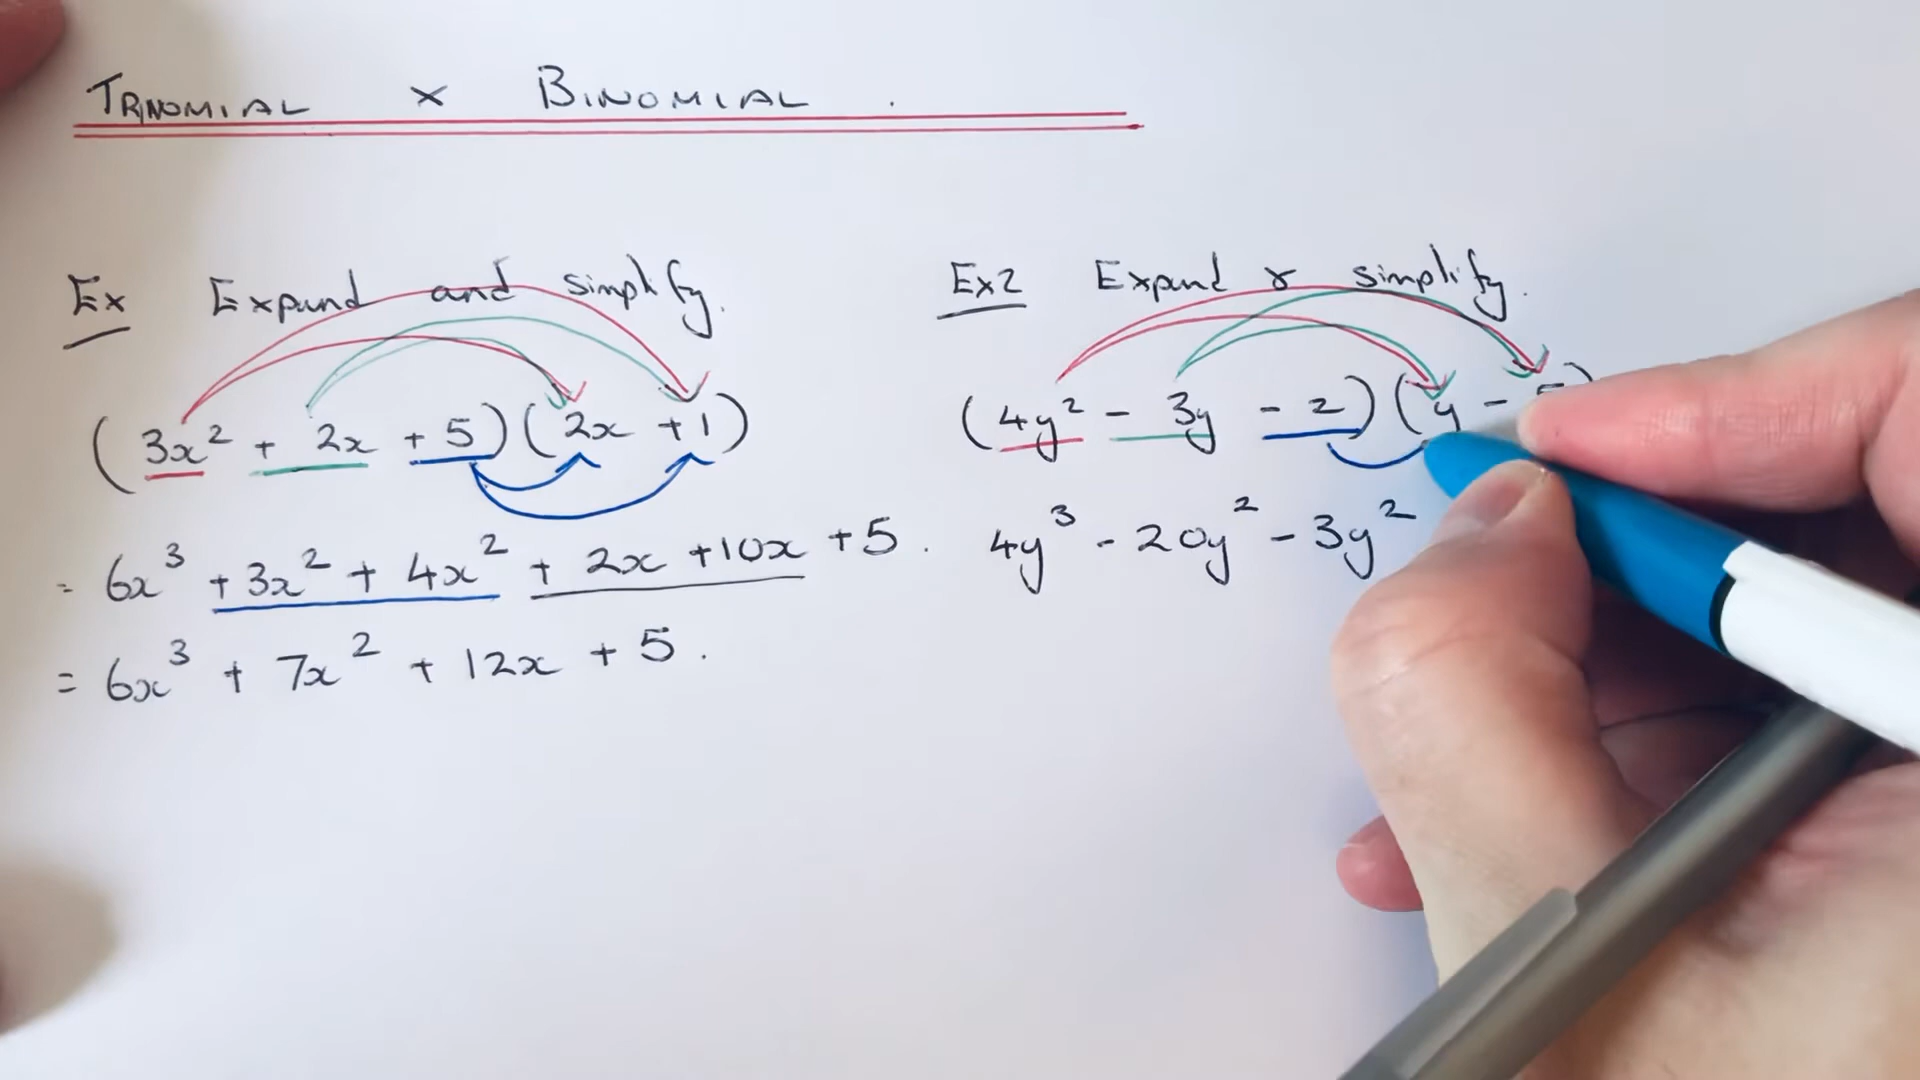 TRINOMIAL × BINOMIAL .
Ex Expand and simplify.
(3x² + 2x + 5)(2x + 1)
= 6x³ + 3x² + 4x² + 2x + 10x + 5 .
= 6x³ + 7x² + 12x + 5 .
Ex2 Expand & simplify.
(4y² - 3y - 2)(y -
4y³ - 20y² - 3y²